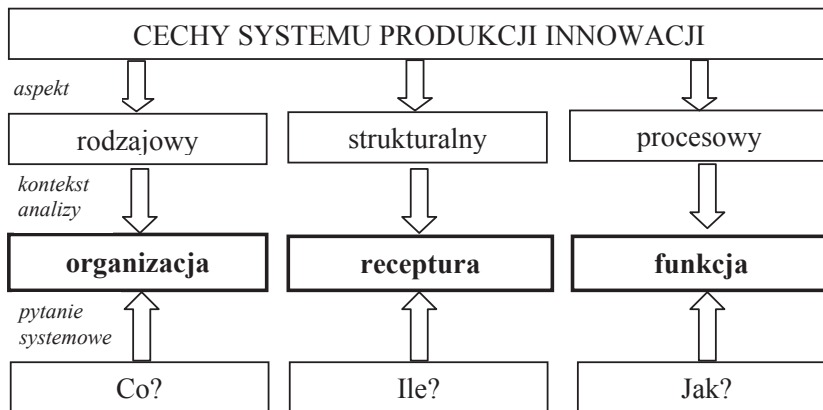 CECHY SYSTEMU PRODUKCJI INNOWACJI
aspekt
rodzajowy
strukturalny
procesowy
kontekst
analizy
organizacja
receptura
funkcja
pytanie
systemowe
Co?
Ile?
Jak?